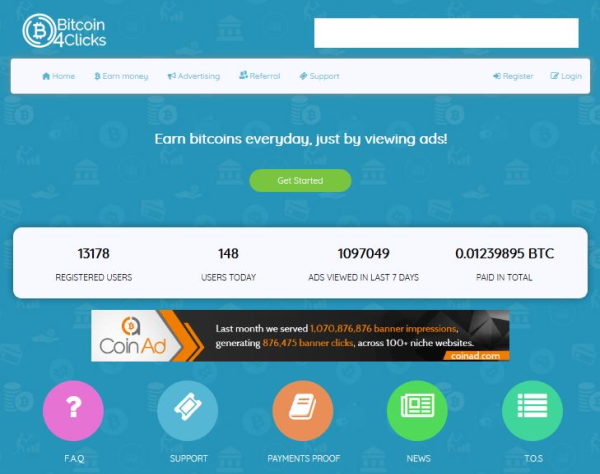 Bitcoin
4Clicks
Home Earn money Advertising Referral Support Register Login
Earn bitcoins everyday, just by viewing ads!
Get Started
13178 148 1097049 0.01239895 BTC
REGISTERED USERS USERS TODAY ADS VIEWED IN LAST 7 DAYS PAID IN TOTAL
CoinAd
Last month we served 1,070,876,876 banner impressions,
generating 876,475 banner clicks, across 100+ niche websites.
coinad.com
?
F.A.Q SUPPORT PAYMENTS PROOF NEWS T.O.S